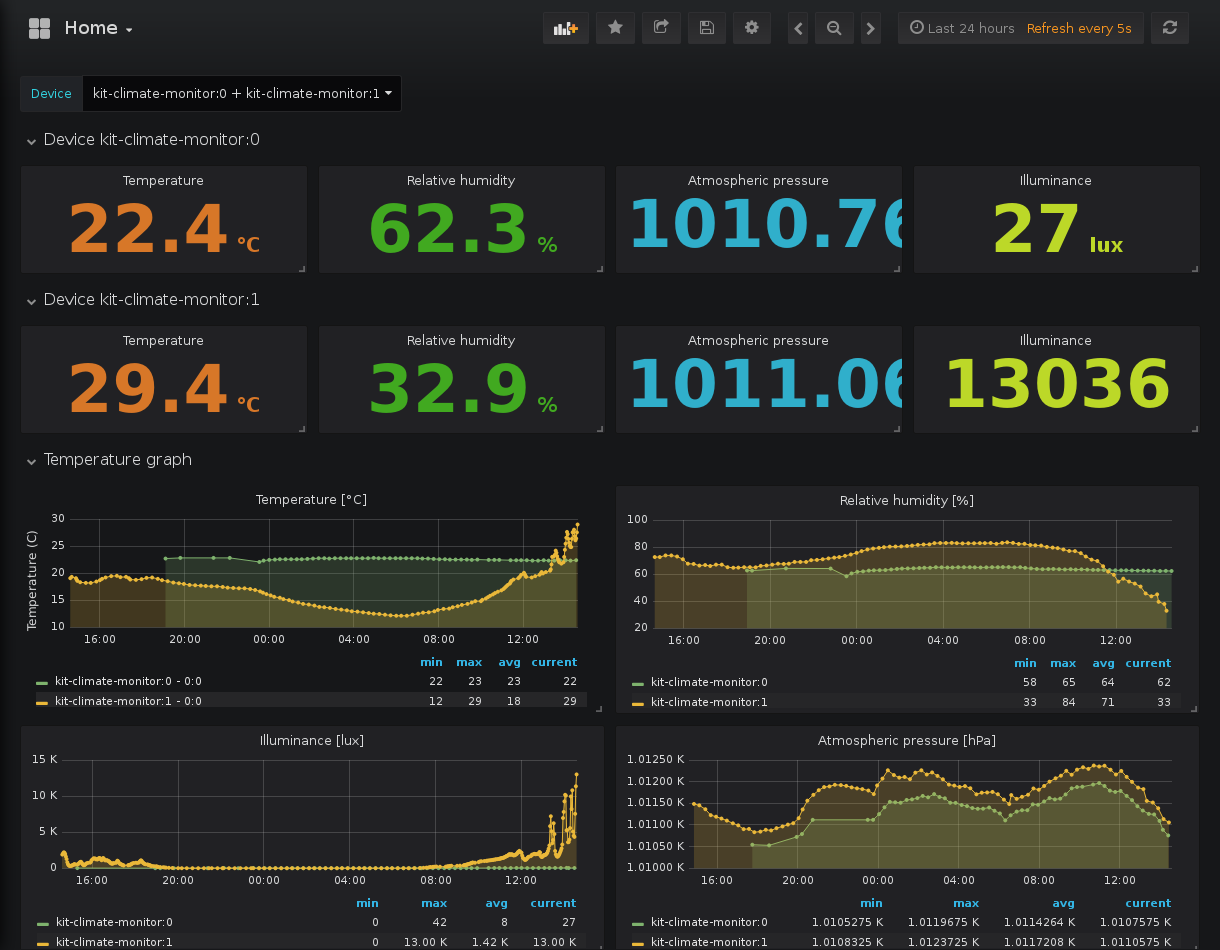 Home
Last 24 hours Refresh every 5s
Device kit-climate-monitor:0 + kit-climate-monitor:1
Device kit-climate-monitor:0
Temperature Relative humidity Atmospheric pressure Illuminance
22.4 °C 62.3 % 1010.76 27 lux
Device kit-climate-monitor:1
Temperature Relative humidity Atmospheric pressure Illuminance
29.4 °C 32.9 % 1011.06 13036
Temperature graph
Temperature [°C]
Temperature (C)
30
25
20
15
10
16:00 20:00 00:00 04:00 08:00 12:00
min max avg current
kit-climate-monitor:0 - 0:0 22 23 23 22
kit-climate-monitor:1 - 0:0 12 29 18 29
Relative humidity [%]
100
80
60
40
20
16:00 20:00 00:00 04:00 08:00 12:00
min max avg current
kit-climate-monitor:0 58 65 64 62
kit-climate-monitor:1 33 84 71 33
Illuminance [lux]
15 K
10 K
5 K
0
16:00 20:00 00:00 04:00 08:00 12:00
min max avg current
kit-climate-monitor:0 0 42 8 27
kit-climate-monitor:1 0 13.00 K 1.42 K 13.00 K
Atmospheric pressure [hPa]
1.01250 K
1.01200 K
1.01150 K
1.01100 K
1.01050 K
1.01000 K
16:00 20:00 00:00 04:00 08:00 12:00
min max avg current
kit-climate-monitor:0 1.0105275 K 1.0119675 K 1.0114264 K 1.0107575 K
kit-climate-monitor:1 1.0108325 K 1.0123725 K 1.0117208 K 1.0110575 K